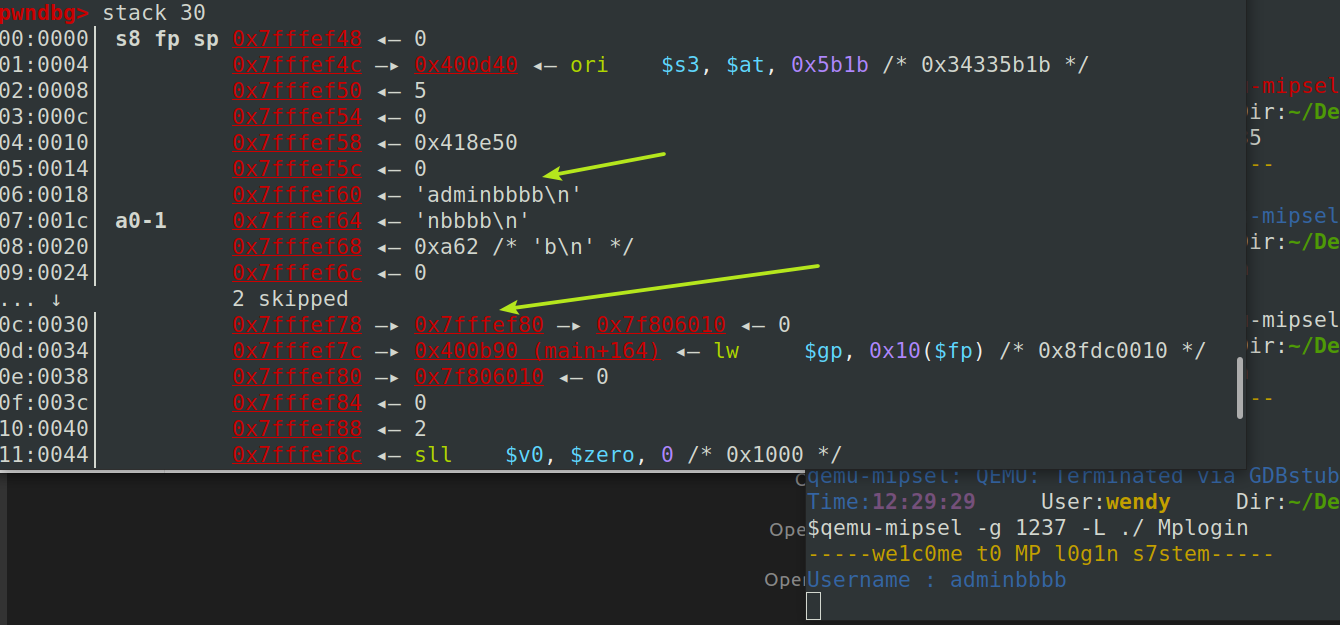 pwndbg> stack 30
00:0000│ s8 fp sp 0x7fffef48 ◂— 0
01:0004│ 0x7fffef4c —▸ 0x400d40 ◂— ori $s3, $at, 0x5b1b /* 0x34335b1b */
02:0008│ 0x7fffef50 ◂— 5
03:000c│ 0x7fffef54 ◂— 0
04:0010│ 0x7fffef58 ◂— 0x418e50
05:0014│ 0x7fffef5c ◂— 0
06:0018│ 0x7fffef60 ◂— 'adminbbbb\n'
07:001c│ a0-1 0x7fffef64 ◂— 'nbbbb\n'
08:0020│ 0x7fffef68 ◂— 0xa62 /* 'b\n' */
09:0024│ 0x7fffef6c ◂— 0
... ↓ 2 skipped
0c:0030│ 0x7fffef78 —▸ 0x7fffef80 —▸ 0x7f806010 ◂— 0
0d:0034│ 0x7fffef7c —▸ 0x400b90 (main+164) ◂— lw $gp, 0x10($fp) /* 0x8fdc0010 */
0e:0038│ 0x7fffef80 —▸ 0x7f806010 ◂— 0
0f:003c│ 0x7fffef84 ◂— 0
10:0040│ 0x7fffef88 ◂— 2
11:0044│ 0x7fffef8c ◂— sll $v0, $zero, 0 /* 0x1000 */
-mipsel
Dir:~/De
5
--
-mipsel
Dir:~/De
-mipsel
Dir:~/De
--
qemu-mipsel: QEMU: Terminated via GDBstub
Time:12:29:29 User:wendy Dir:~/De
$qemu-mipsel -g 1237 -L ./ Mplogin
-----we1c0me t0 MP l0g1n s7stem-----
Username : adminbbbb
Ope
Open